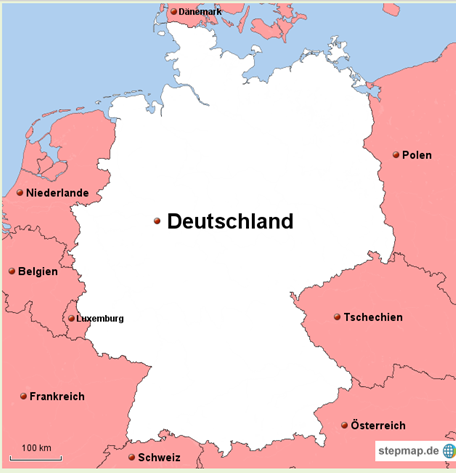 Dänemark
Polen
Niederlande
Deutschland
Belgien
Luxemburg
Tschechien
Frankreich
Österreich
100 km
Schweiz
stepmap.de